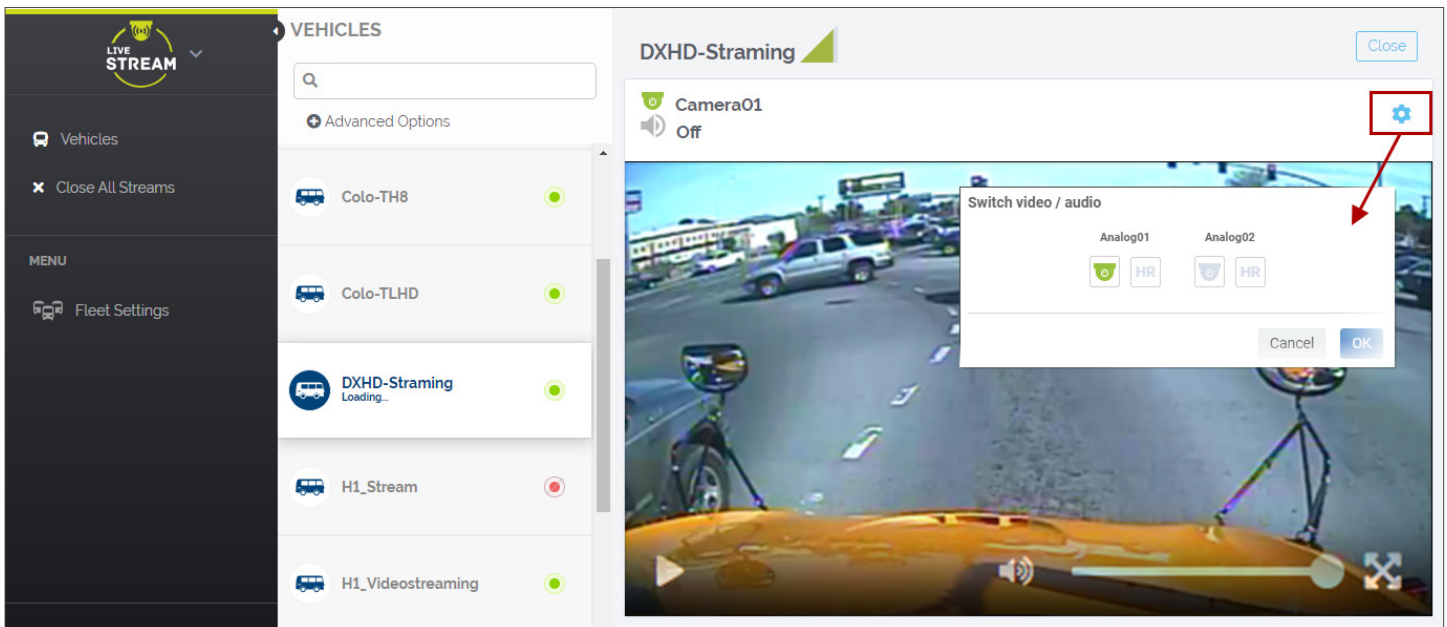 LIVE
STREAM
Vehicles
Close All Streams
MENU
Fleet Settings
VEHICLES
Advanced Options
Colo-TH8
Colo-TLHD
DXHD-Straming
Loading...
H1_Stream
H1_Videostreaming
DXHD-Straming
Close
Camera01
Off
Switch video / audio
Analog01 Analog02
HR HR
Cancel OK